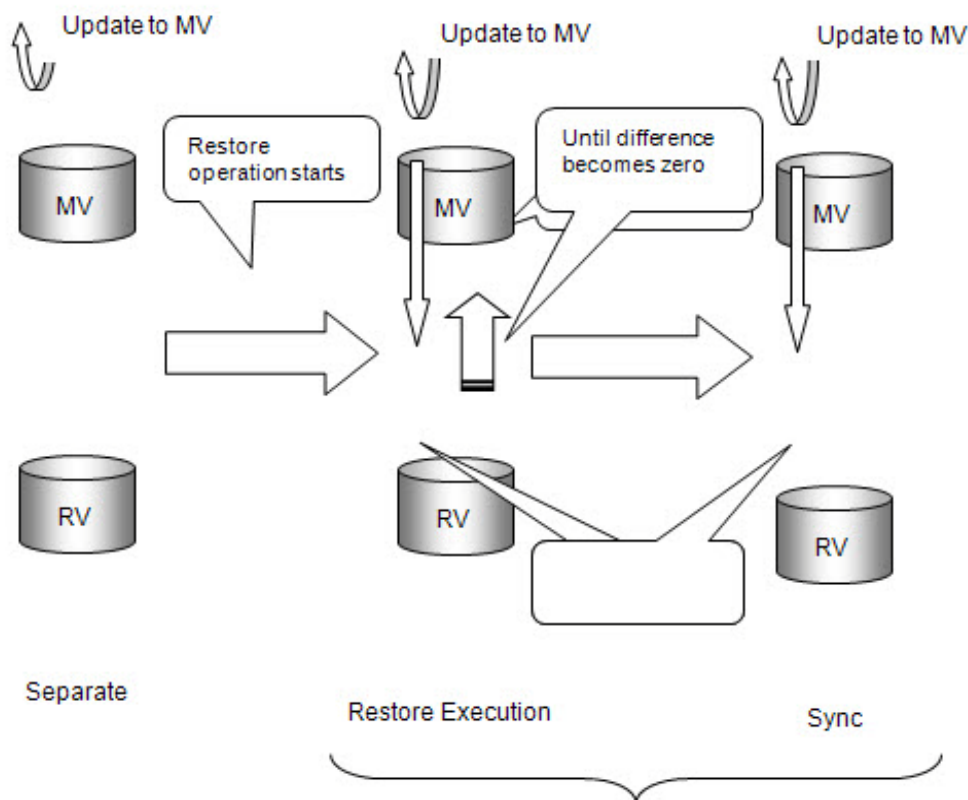 Update to MV
Update to MV
Update to MV
Restore
operation starts
Until difference
becomes zero
MV
MV
MV
RV
RV
RV
Separate
Restore Execution
Sync